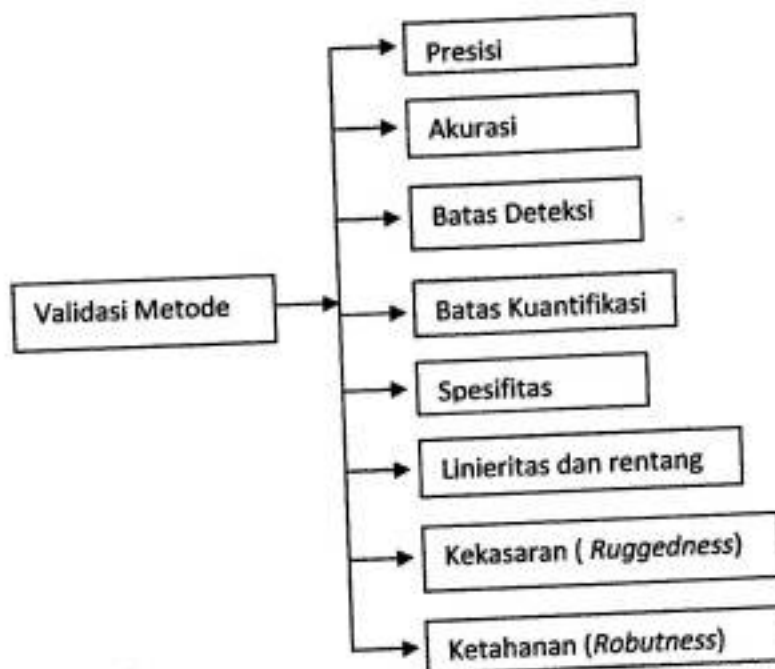 Presisi
Akurasi
Batas Deteksi
Validasi Metode
Batas Kuantifikasi
Spesifitas
Linieritas dan rentang
Kekasaran ( Ruggedness)
Ketahanan (Robutness)